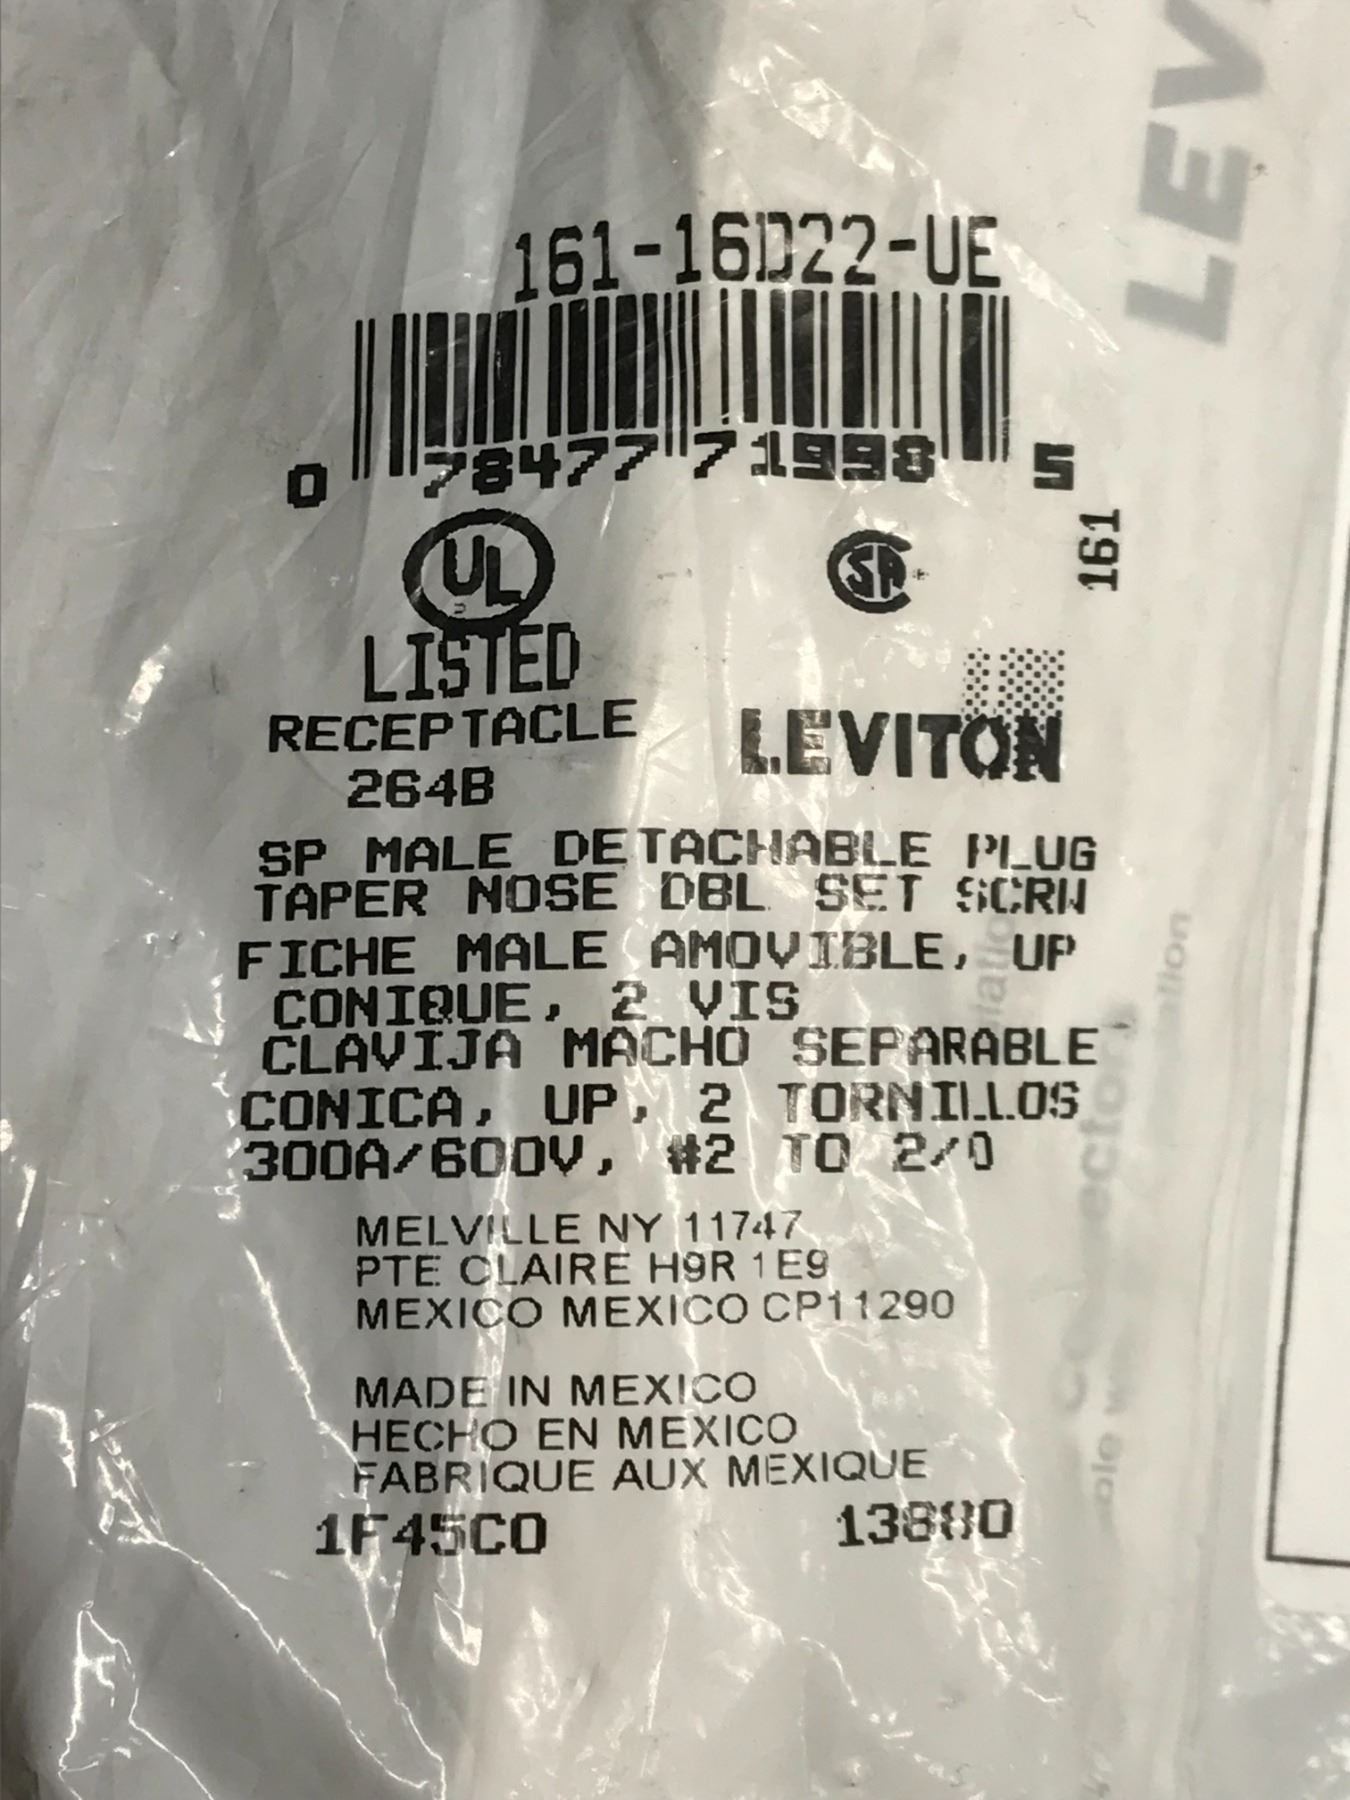 161-16D22-UE
0 78477 71998 5
UL
LISTED
RECEPTACLE
264B
SA
161
LEVITON
SP MALE DETACHABLE PLUG
TAPER NOSE DBL SET SCRW
FICHE MALE AMOVIBLE, UP
CONIQUE, 2 VIS
CLAVIJA MACHO SEPARABLE
CONICA, UP, 2 TORNILLOS
300A/600V, #2 TO 2/0
MELVILLE NY 11747
PTE CLAIRE H9R 1E9
MEXICO MEXICO CP11290
MADE IN MEXICO
HECHO EN MEXICO
FABRIQUE AUX MEXIQUE
1F45C0 13880
LEV